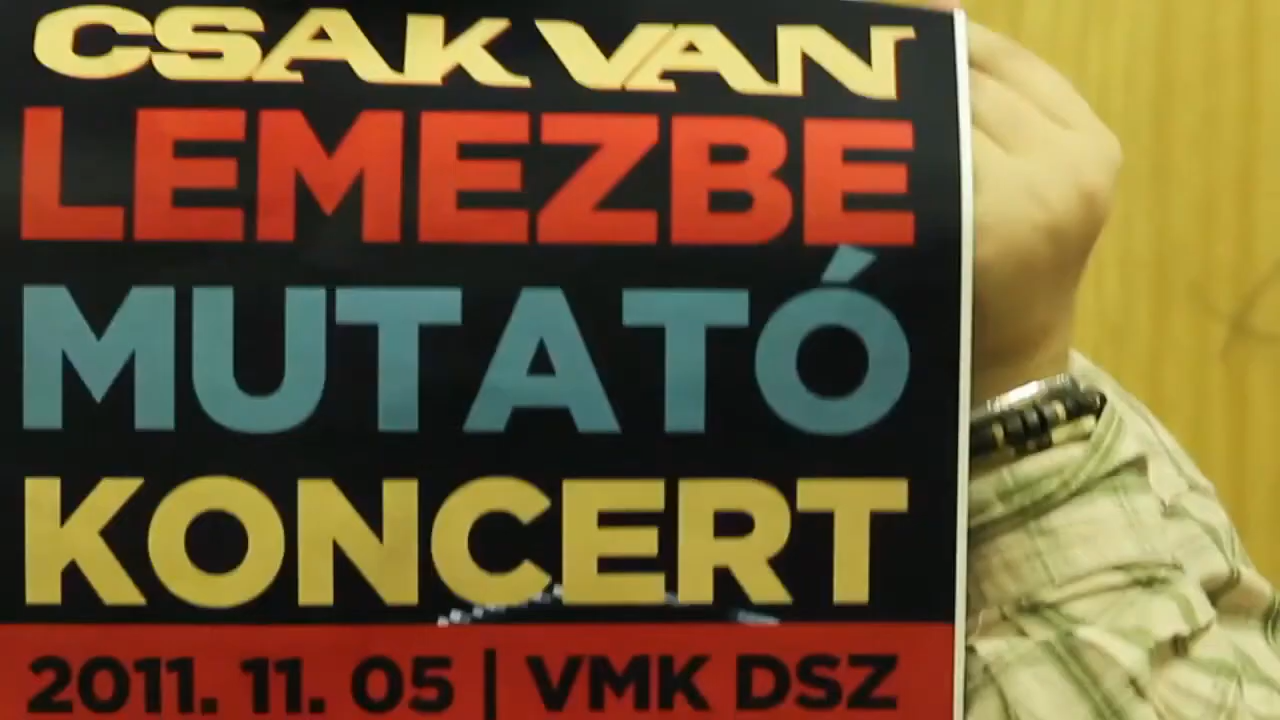 CSAK VAN
LEMEZBE
MUTATÓ
KONCERT
2011. 11. 05 | VMK DSZ